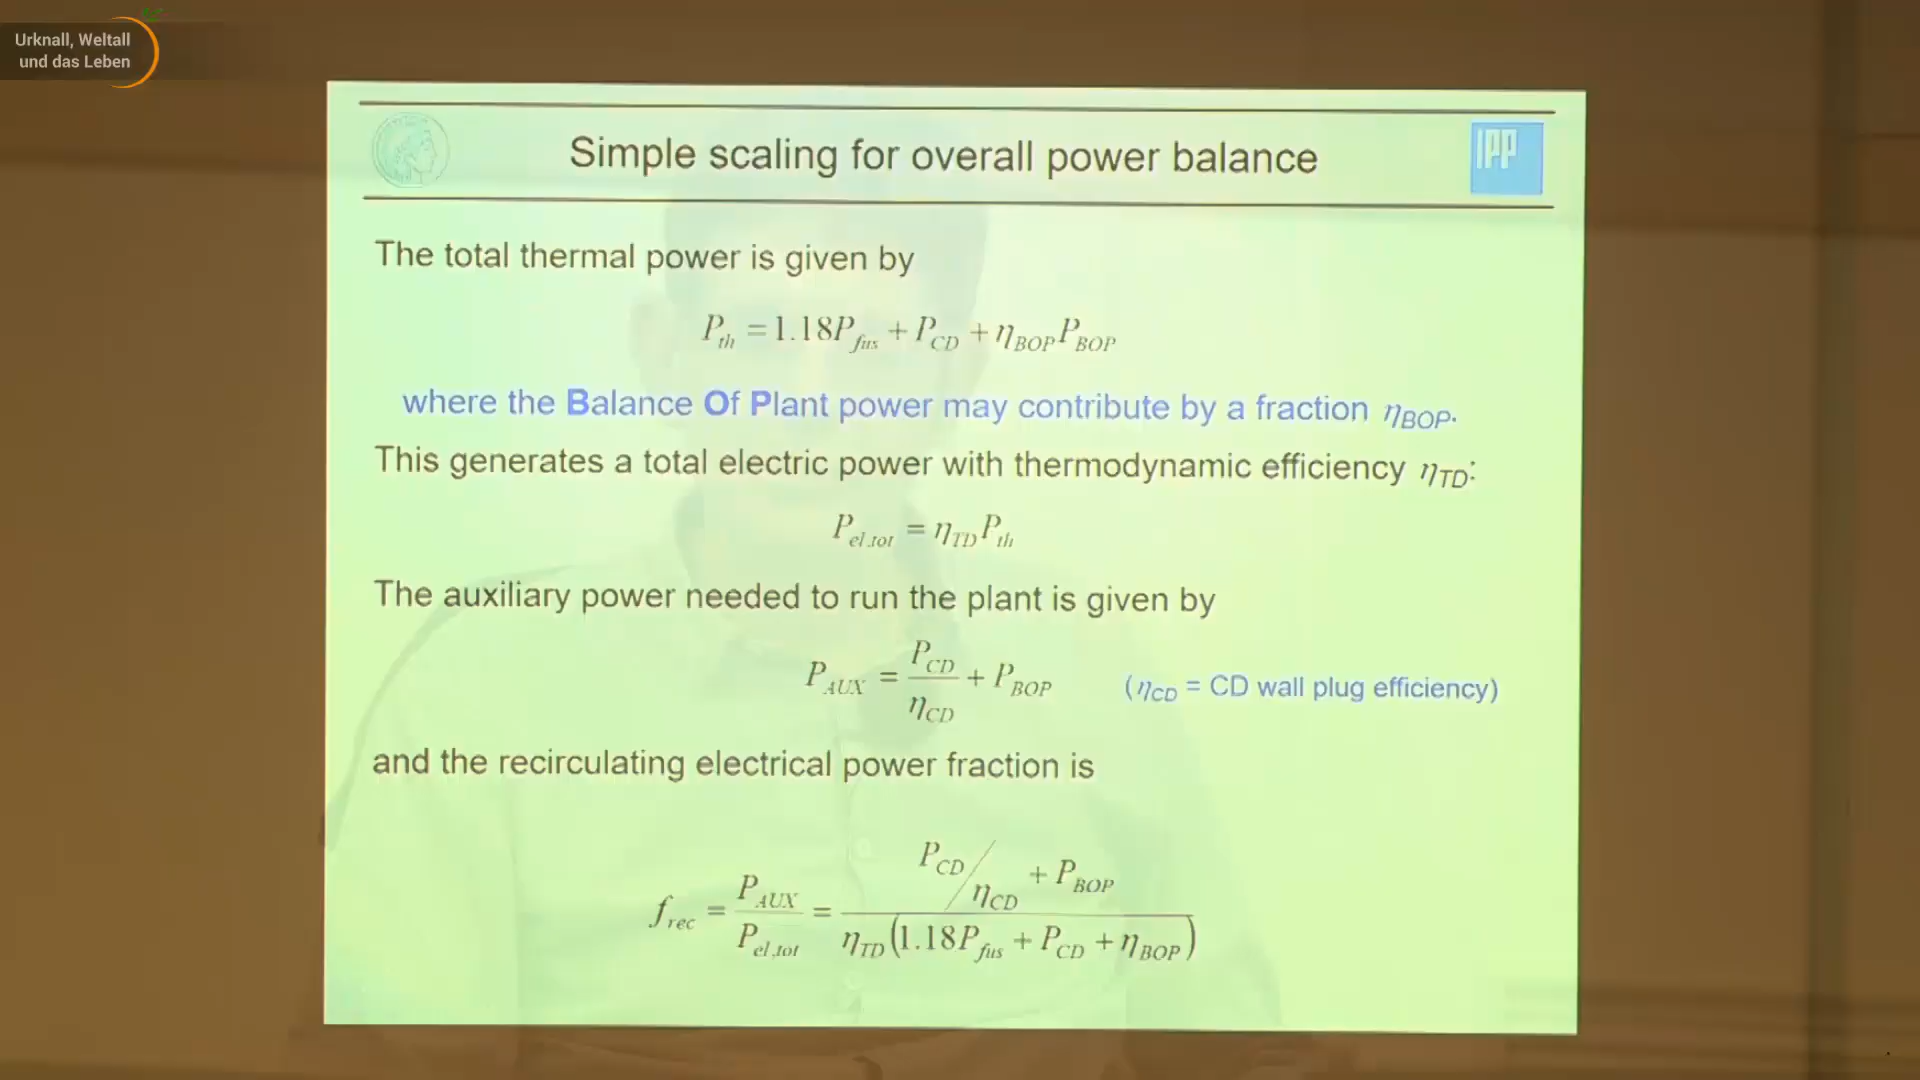 Urknall, Weltall
und das Leben
Simple scaling for overall power balance
IPP
The total thermal power is given by
P_th = 1.18P_fus + P_CD + η_BOP P_BOP
where the Balance Of Plant power may contribute by a fraction η_BOP.
This generates a total electric power with thermodynamic efficiency η_TD:
P_el,tot = η_TD P_th
The auxiliary power needed to run the plant is given by
P_AUX = P_CD / η_CD + P_BOP (η_CD = CD wall plug efficiency)
and the recirculating electrical power fraction is
f_rec = P_AUX / P_el,tot = (P_CD / η_CD + P_BOP) / (η_TD (1.18P_fus + P_CD + η_BOP))